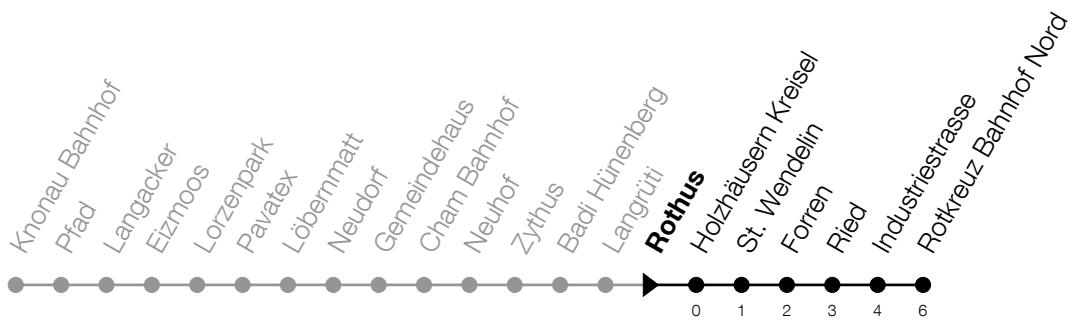 Knonau Bahnhof
Pfad
Langacker
Eizmoos
Lorzenpark
Pavatex
Löbernmatt
Neudorf
Gemeindehaus
Cham Bahnhof
Neuhof
Zythus
Badi Hünenberg
Langrüti
Rothus
Holzhäusern Kreisel
St. Wendelin
Forren
Ried
Industriestrasse
Rotkreuz Bahnhof Nord
0 1 2 3 4 6